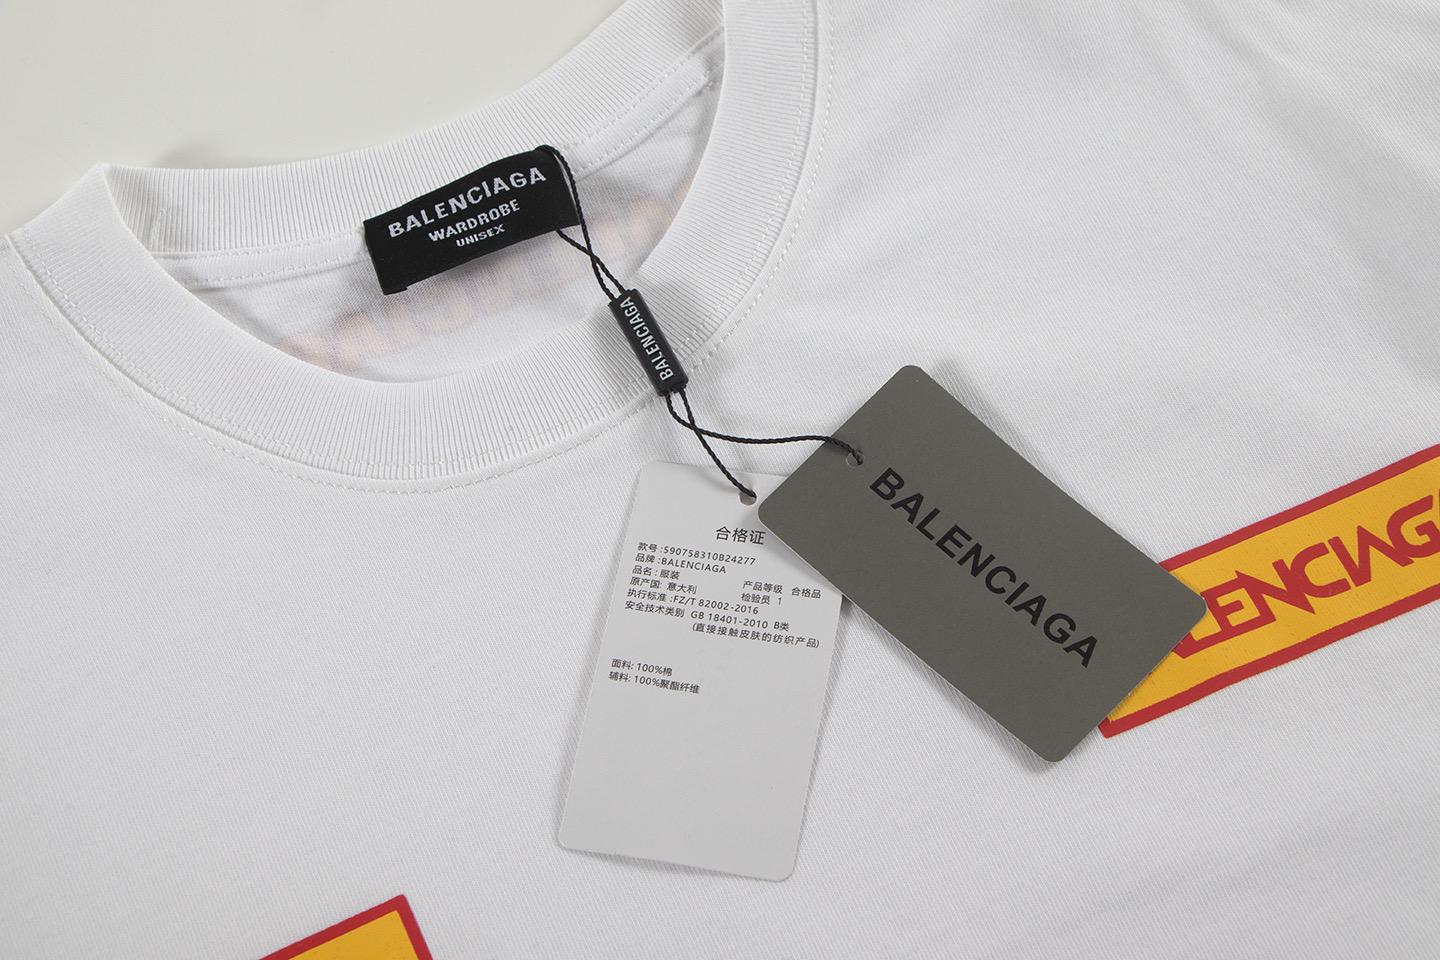 BALENCIAGA
WARDROBE
UNISEX
BALENCIAGA
合格证
款号:590758310B24277
品牌:BALENCIAGA
品名:服装 产品等级 合格品
原产国: 意大利 检验员 1
执行标准:FZ/T 82002-2016
安全技术类别 GB 18401-2010 B类
(直接接触皮肤的纺织产品)
面料: 100%棉
辅料: 100%聚酯纤维
BALENCIAGA
LENCIAGA